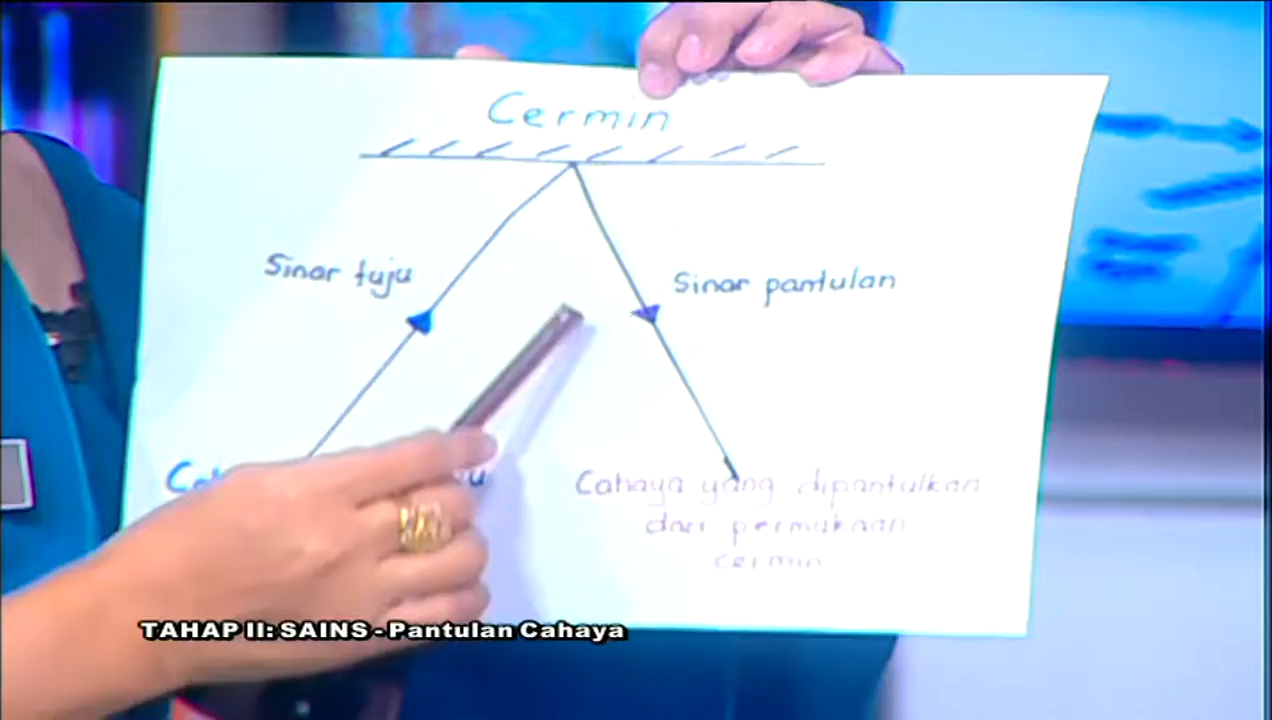 Cermin
Sinar tuju
Sinar pantulan
Cahaya yang dipantulkan
dari permukaan
cermin
TAHAP II: SAINS - Pantulan Cahaya